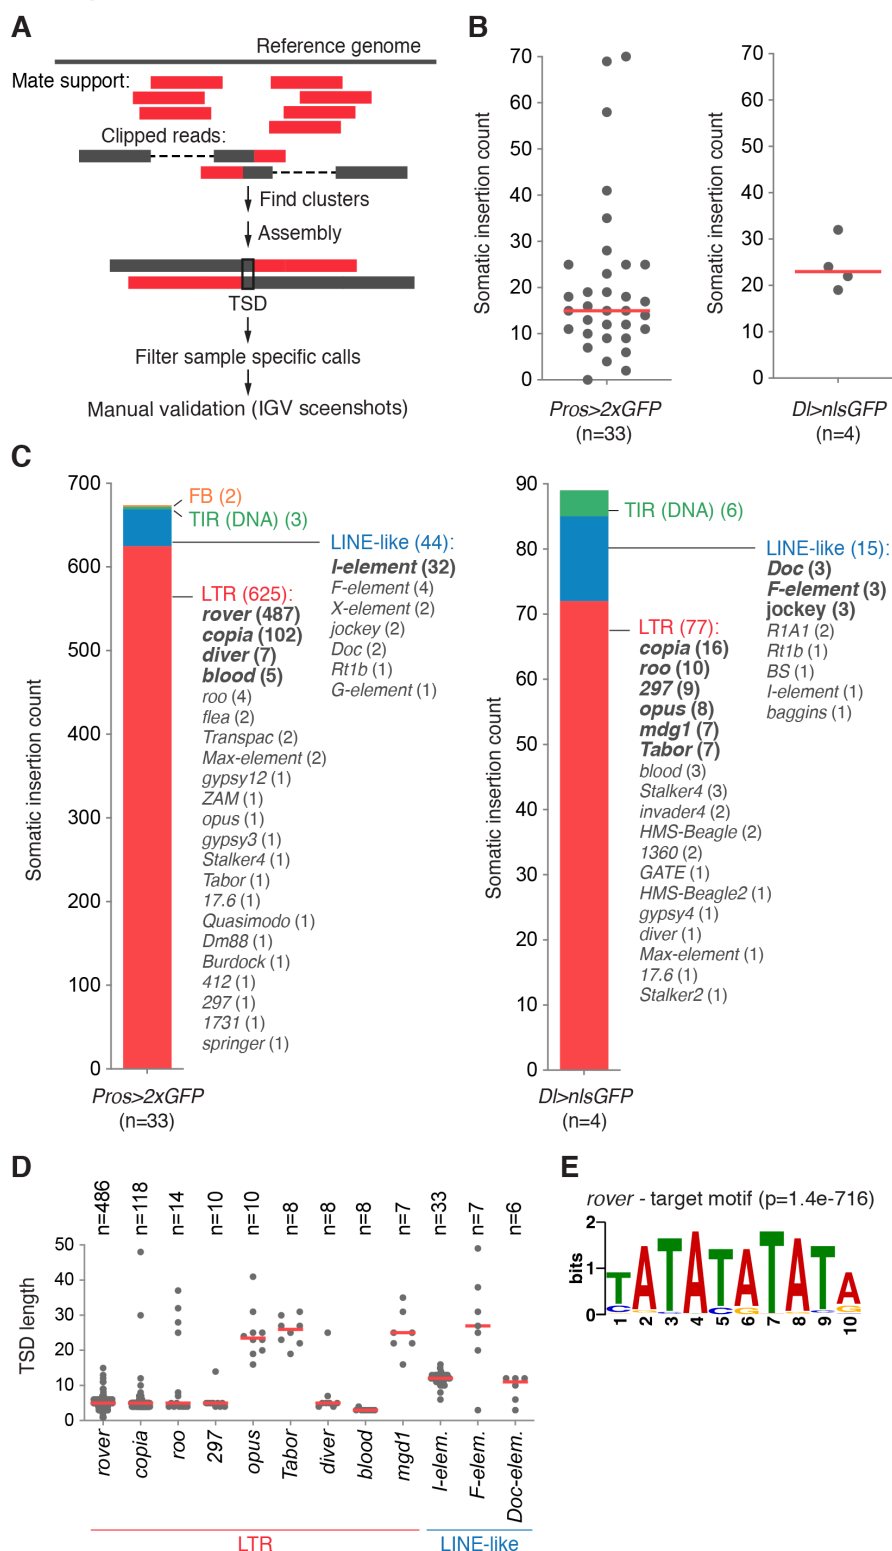 A
Reference genome
Mate support:
Clipped reads:
Find clusters
Assembly
TSD
Filter sample specific calls
Manual validation (IGV sceenshots)
B
Somatic insertion count
70
60
50
40
30
20
10
0
Pros>2xGFP
(n=33)
Somatic insertion count
70
60
50
40
30
20
10
0
Dl>nlsGFP
(n=4)
C
Somatic insertion count
700
600
500
400
300
200
100
0
FB (2)
TIR (DNA) (3)
LINE-like (44):
I-element (32)
F-element (4)
X-element (2)
jockey (2)
Doc (2)
Rt1b (1)
G-element (1)
LTR (625):
rover (487)
copia (102)
diver (7)
blood (5)
roo (4)
flea (2)
Transpac (2)
Max-element (2)
gypsy12 (1)
ZAM (1)
opus (1)
gypsy3 (1)
Stalker4 (1)
Tabor (1)
17.6 (1)
Quasimodo (1)
Dm88 (1)
Burdock (1)
412 (1)
297 (1)
1731 (1)
springer (1)
Pros>2xGFP
(n=33)
Somatic insertion count
90
80
70
60
50
40
30
20
10
0
TIR (DNA) (6)
LINE-like (15):
Doc (3)
F-element (3)
jockey (3)
R1A1 (2)
Rt1b (1)
BS (1)
I-element (1)
baggins (1)
LTR (77):
copia (16)
roo (10)
297 (9)
opus (8)
mdg1 (7)
Tabor (7)
blood (3)
Stalker4 (3)
invader4 (2)
HMS-Beagle (2)
1360 (2)
GATE (1)
HMS-Beagle2 (1)
gypsy4 (1)
diver (1)
Max-element (1)
17.6 (1)
Stalker2 (1)
Dl>nlsGFP
(n=4)
D
n=486
n=118
n=14
n=10
n=10
n=8
n=8
n=8
n=7
n=33
n=7
n=6
TSD length
50
40
30
20
10
0
rover
copia
roo
297
opus
Tabor
diver
blood
mgd1
I-elem.
F-elem.
Doc-elem.
LTR
LINE-like
E
rover - target motif (p=1.4e-716)
bits
2
1
0
TATATATATA
1 2 3 4 5 6 7 8 9 10